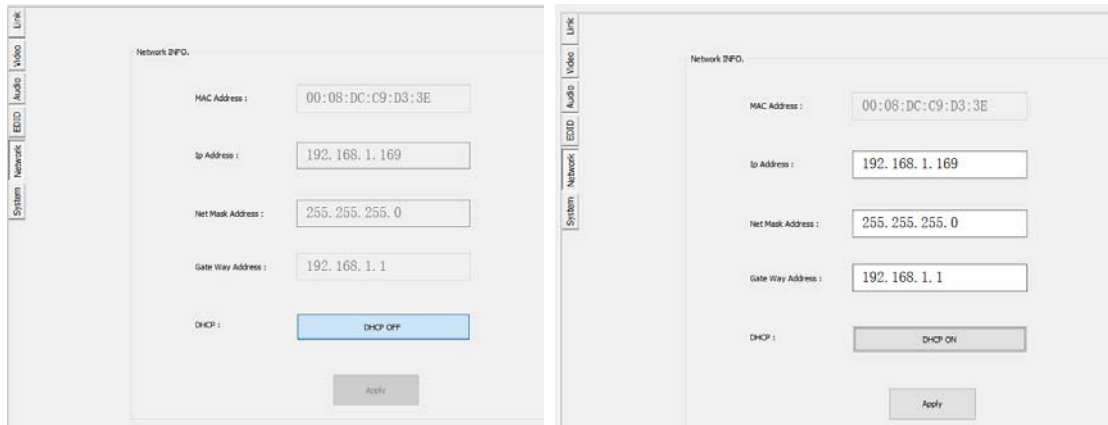 Link
Video
Audio
EDID
Network
System
Network INFO.
MAC Address :
00:08:DC:C9:D3:3E
Ip Address :
192.168.1.169
Net Mask Address :
255.255.255.0
Gate Way Address :
192.168.1.1
DHCP :
DHCP OFF
Apply
Link
Video
Audio
EDID
Network
System
Network INFO.
MAC Address :
00:08:DC:C9:D3:3E
Ip Address :
192.168.1.169
Net Mask Address :
255.255.255.0
Gate Way Address :
192.168.1.1
DHCP :
DHCP ON
Apply